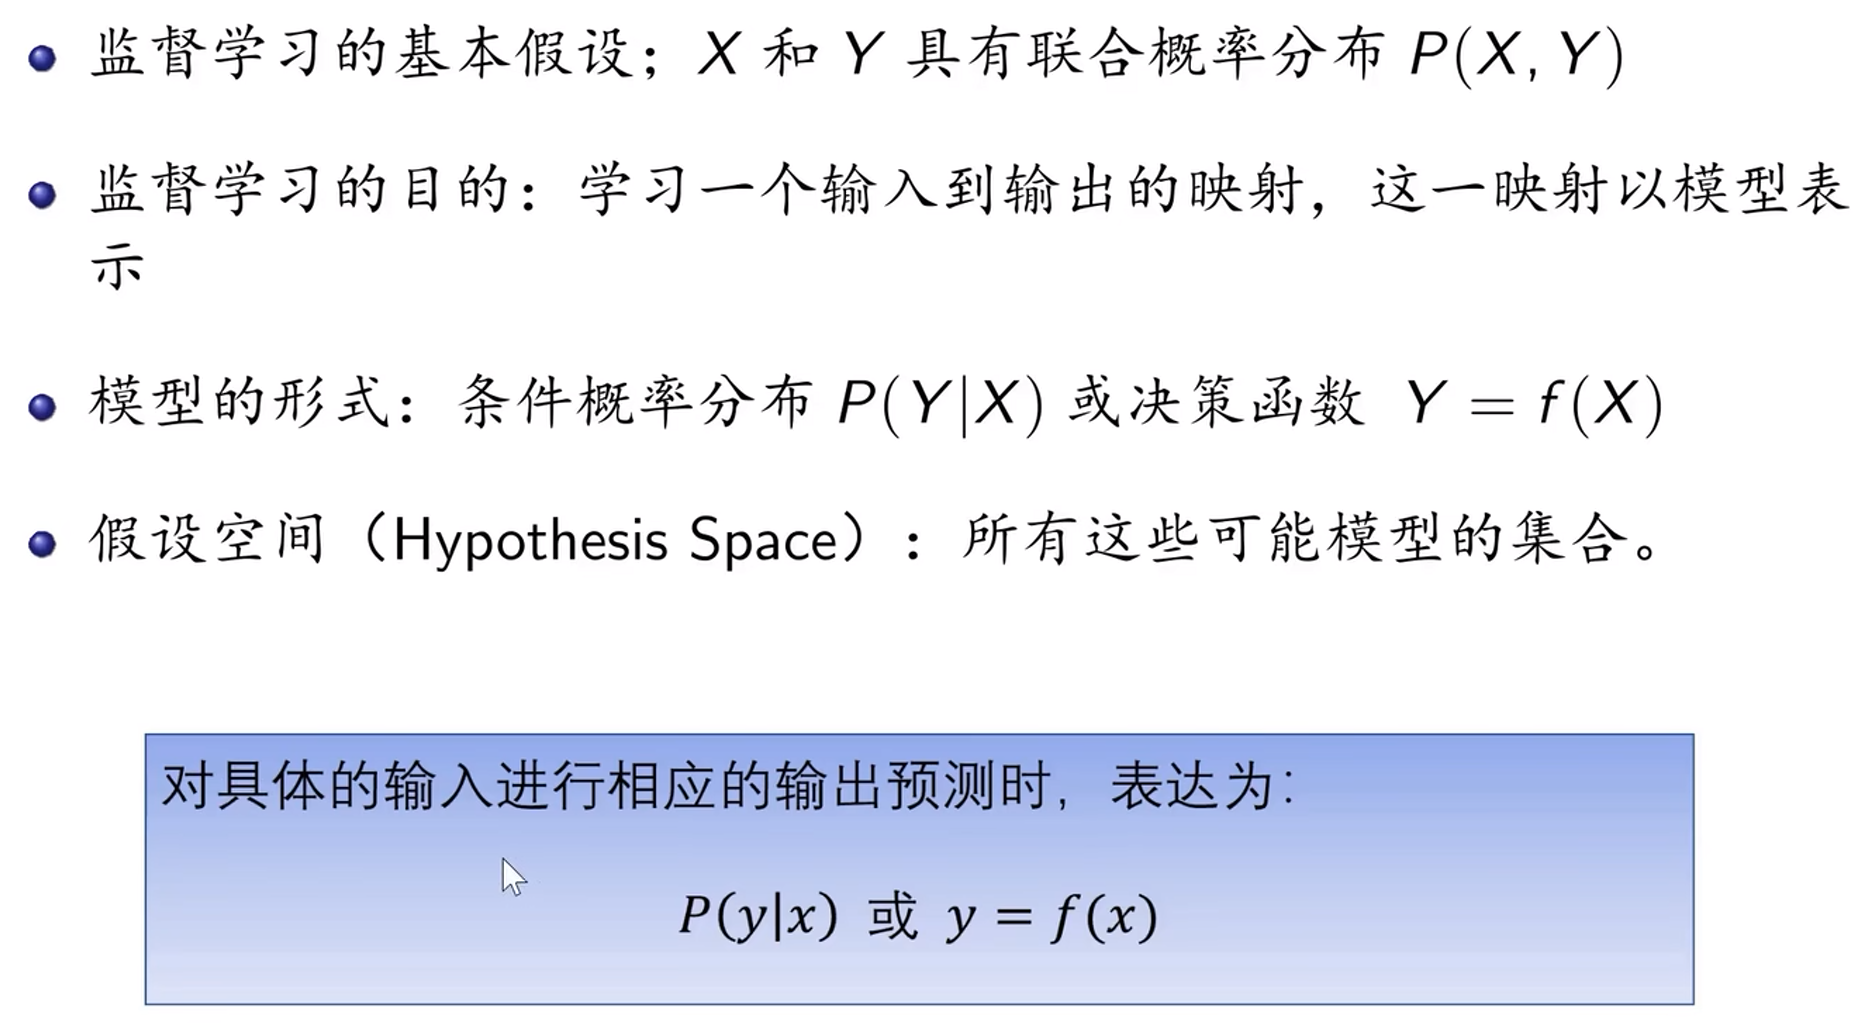 监督学习的基本假设；X 和 Y 具有联合概率分布 P(X, Y)
监督学习的目的：学习一个输入到输出的映射，这一映射以模型表
示
模型的形式：条件概率分布 P(Y|X) 或决策函数 Y = f(X)
假设空间（Hypothesis Space）：所有这些可能模型的集合。
对具体的输入进行相应的输出预测时，表达为：
P(y|x) 或 y = f(x)